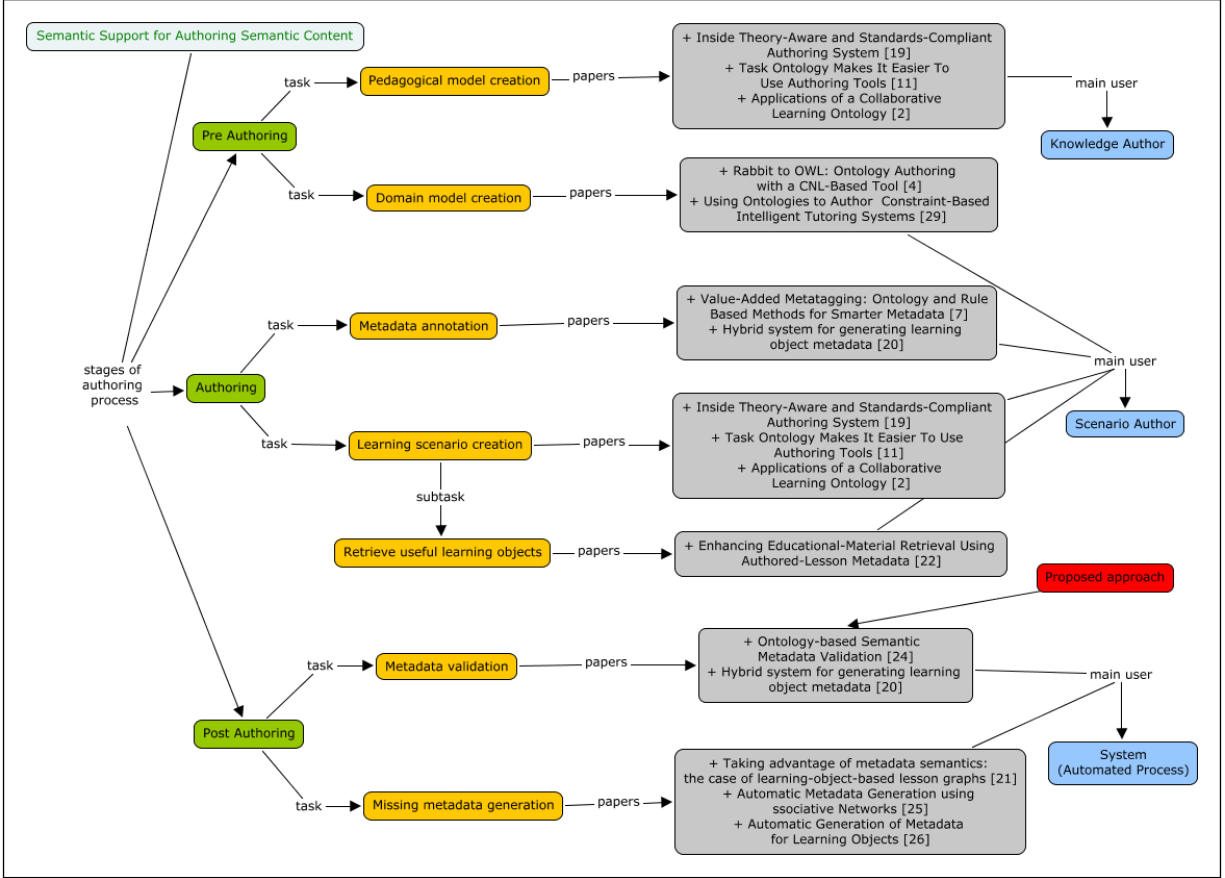 Semantic Support for Authoring Semantic Content
stages of
authoring
process
Pre Authoring
task
Pedagogical model creation
papers
+ Inside Theory-Aware and Standards-Compliant
Authoring System [19]
+ Task Ontology Makes It Easier To
Use Authoring Tools [11]
+ Applications of a Collaborative
Learning Ontology [2]
main user
Knowledge Author
task
Domain model creation
papers
+ Rabbit to OWL: Ontology Authoring
with a CNL-Based Tool [4]
+ Using Ontologies to Author  Constraint-Based
Intelligent Tutoring Systems [29]
Authoring
task
Metadata annotation
papers
+ Value-Added Metatagging: Ontology and Rule
Based Methods for Smarter Metadata [7]
+ Hybrid system for generating learning
object metadata [20]
main user
Scenario Author
task
Learning scenario creation
papers
+ Inside Theory-Aware and Standards-Compliant
Authoring System [19]
+ Task Ontology Makes It Easier To Use
Authoring Tools [11]
+ Applications of a Collaborative
Learning Ontology [2]
subtask
Retrieve useful learning objects
papers
+ Enhancing Educational-Material Retrieval Using
Authored-Lesson Metadata [22]
Proposed approach
Post Authoring
task
Metadata validation
papers
+ Ontology-based Semantic
Metadata Validation [24]
+ Hybrid system for generating learning
object metadata [20]
main user
System
(Automated Process)
task
Missing metadata generation
papers
+ Taking advantage of metadata semantics:
the case of learning-object-based lesson graphs [21]
+ Automatic Metadata Generation using
ssociative Networks [25]
+ Automatic Generation of Metadata
for Learning Objects [26]